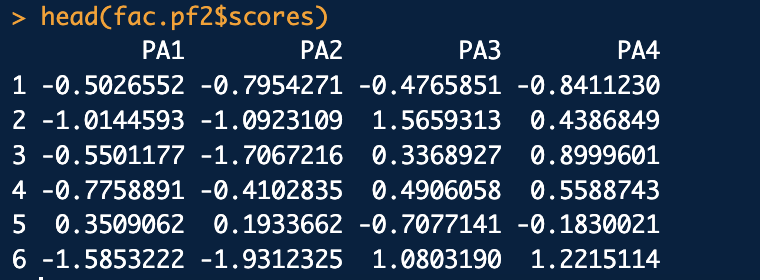 > head(fac.pf2$scores)
PA1 PA2 PA3 PA4
1 -0.5026552 -0.7954271 -0.4765851 -0.8411230
2 -1.0144593 -1.0923109 1.5659313 0.4386849
3 -0.5501177 -1.7067216 0.3368927 0.8999601
4 -0.7758891 -0.4102835 0.4906058 0.5588743
5 0.3509062 0.1933662 -0.7077141 -0.1830021
6 -1.5853222 -1.9312325 1.0803190 1.2215114